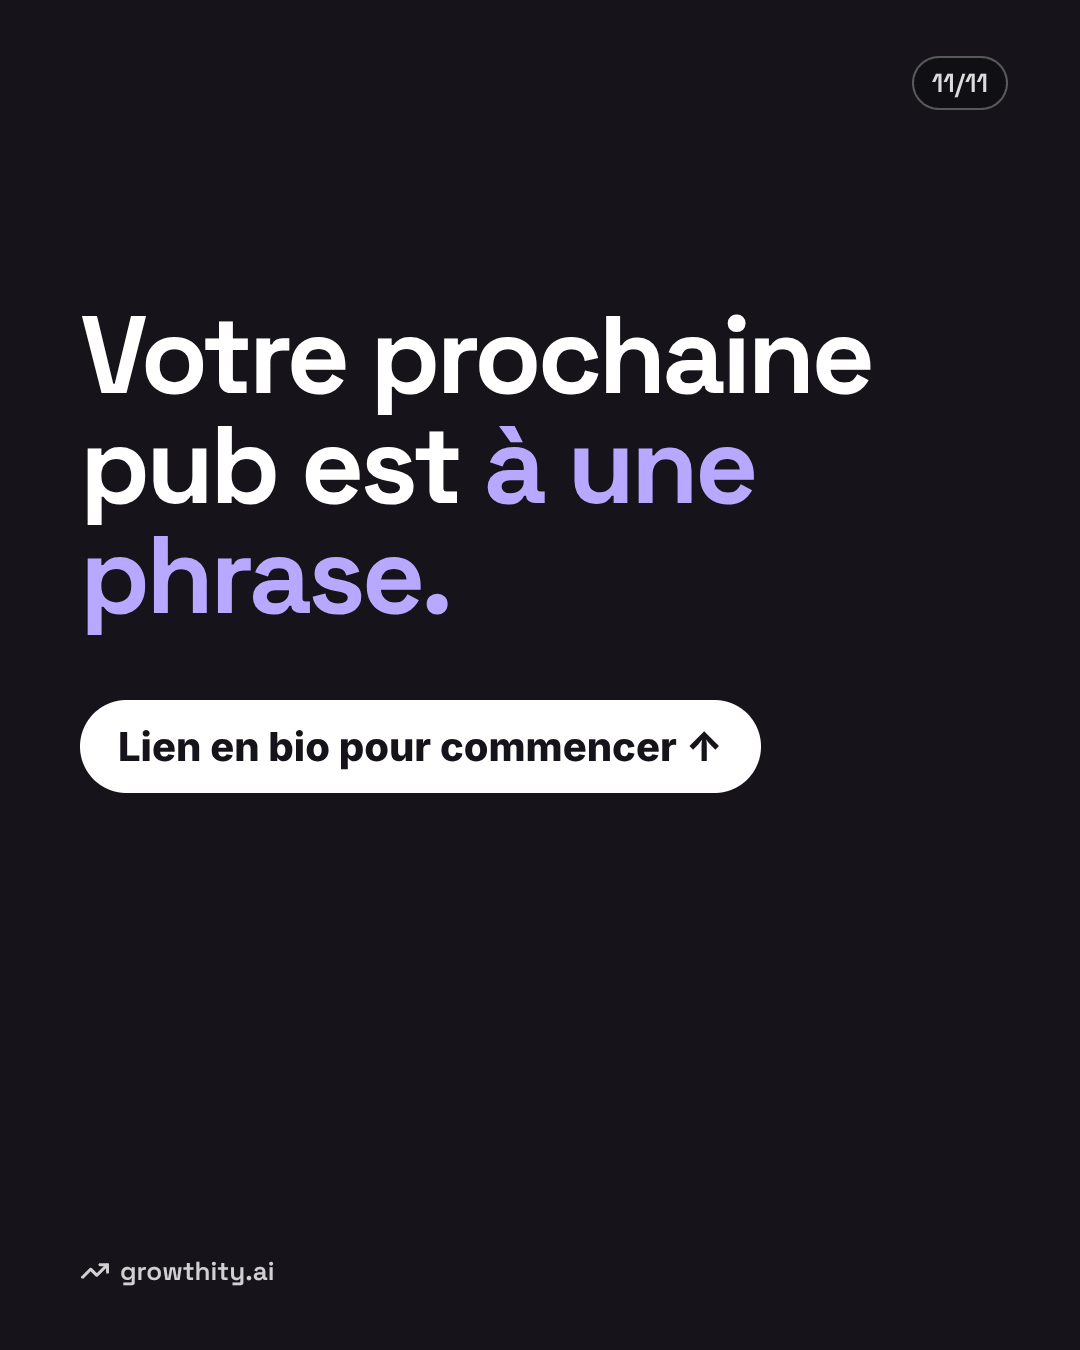 11/11
Votre prochaine
pub est à une
phrase.
Lien en bio pour commencer ↑
growthity.ai